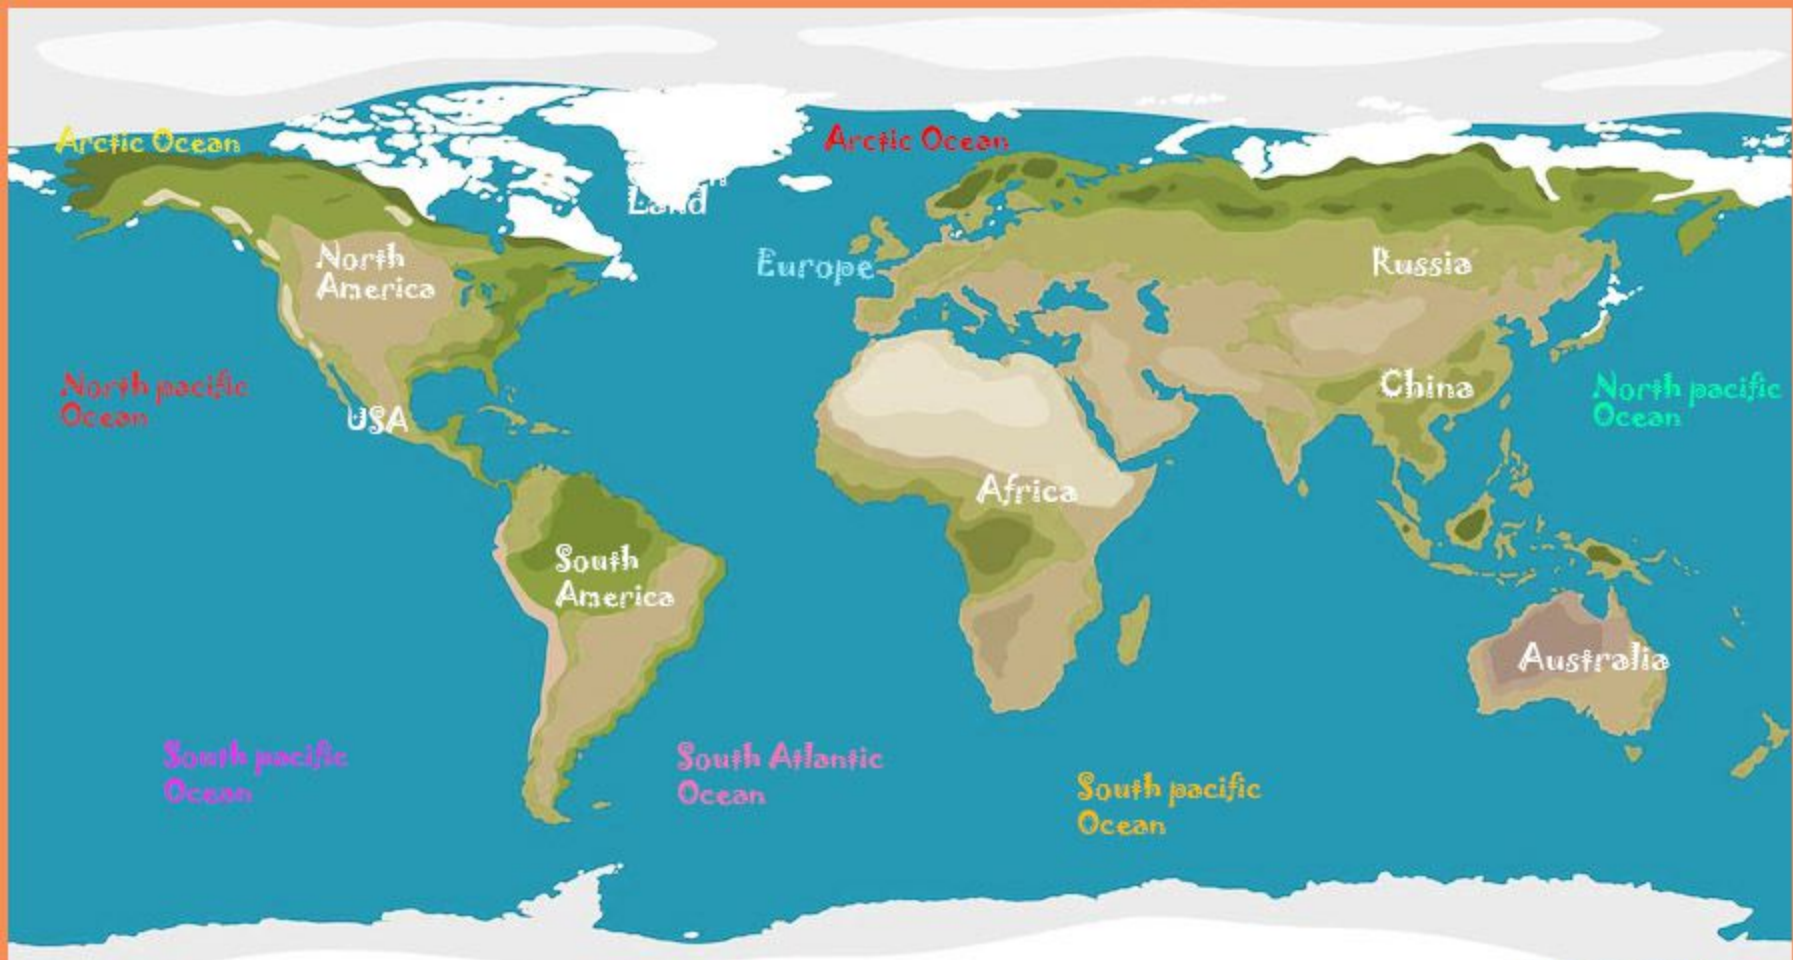 Arctic Ocean
Arctic Ocean
Land
North
America
Europe
Russia
North pacific
Ocean
USA
China
North pacific
Ocean
Africa
South
America
Australia
South pacific
Ocean
South Atlantic
Ocean
South pacific
Ocean